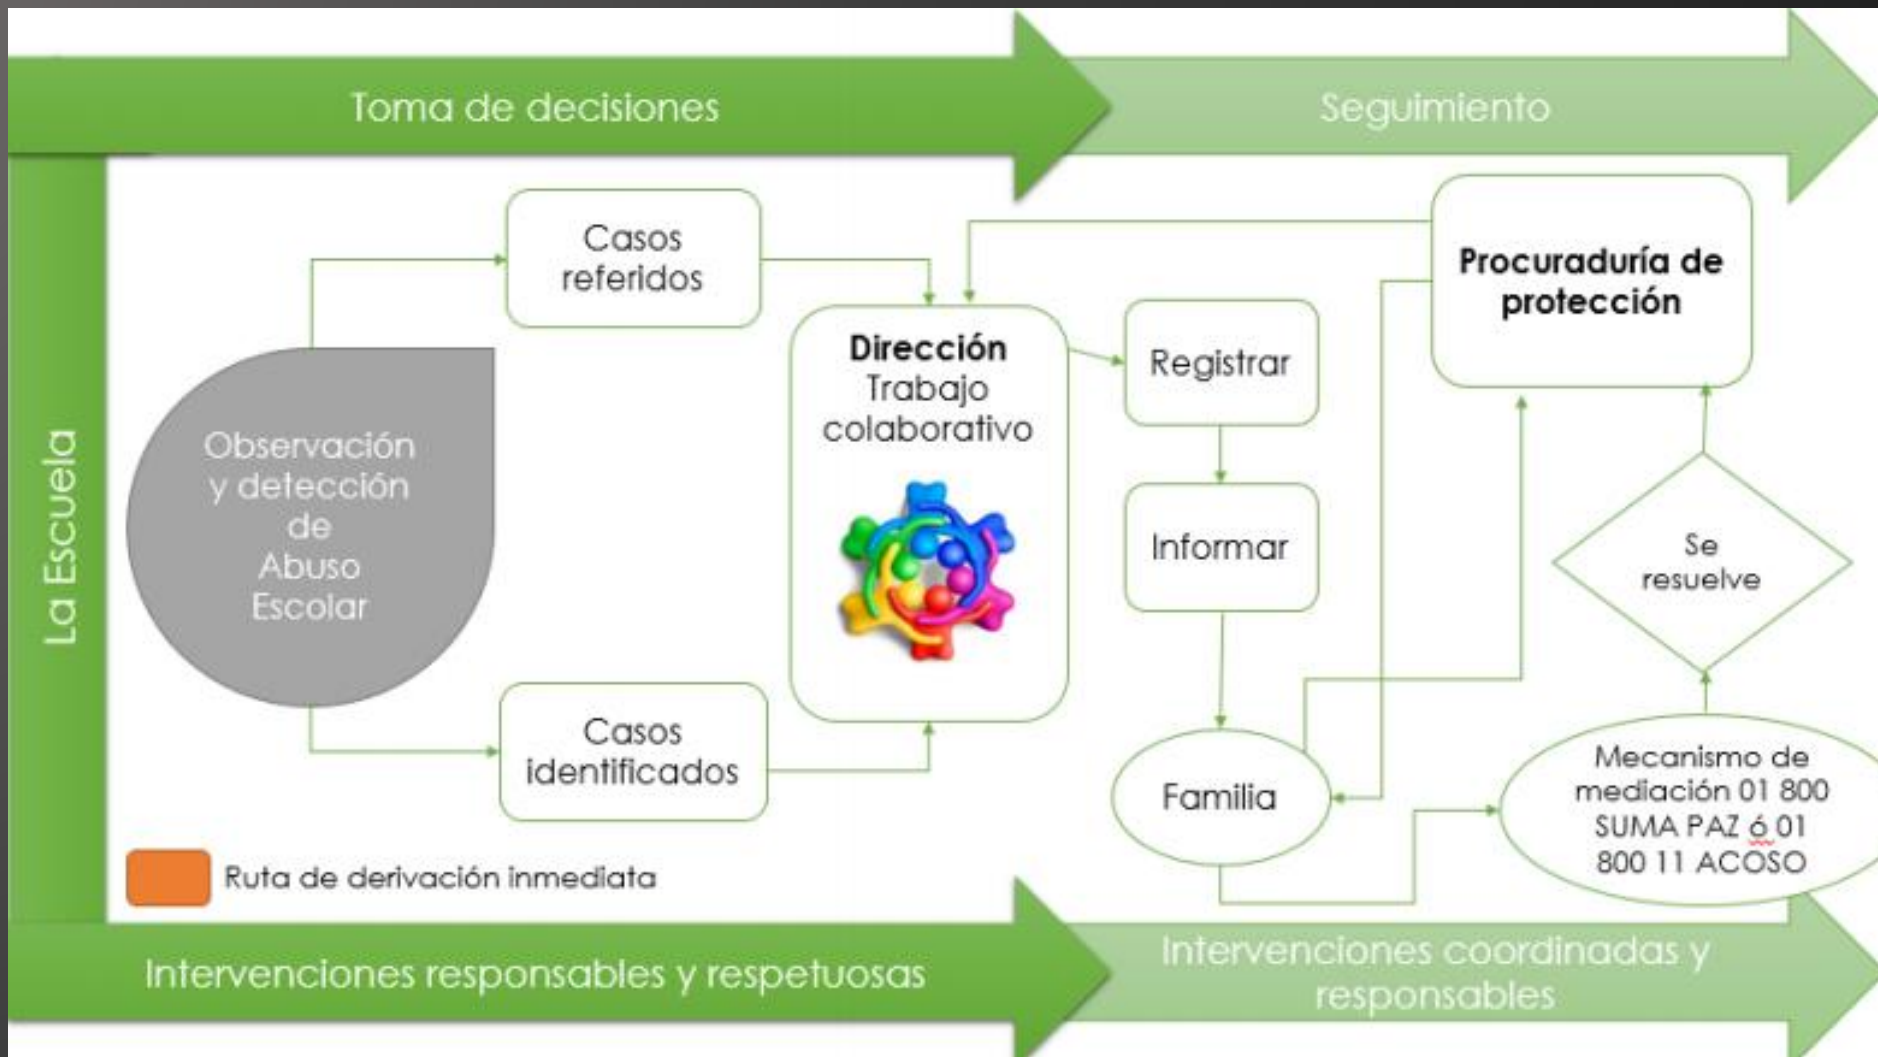 Toma de decisiones
Seguimiento
La Escuela
Observación
y detección
de
Abuso
Escolar
Casos
referidos
Casos
identificados
Dirección
Trabajo
colaborativo
Registrar
Informar
Familia
Procuraduría de
protección
Se
resuelve
Mecanismo de
mediación 01 800
SUMA PAZ ó 01
800 11 ACOSO
Ruta de derivación inmediata
Intervenciones responsables y respetuosas
Intervenciones coordinadas y
responsables